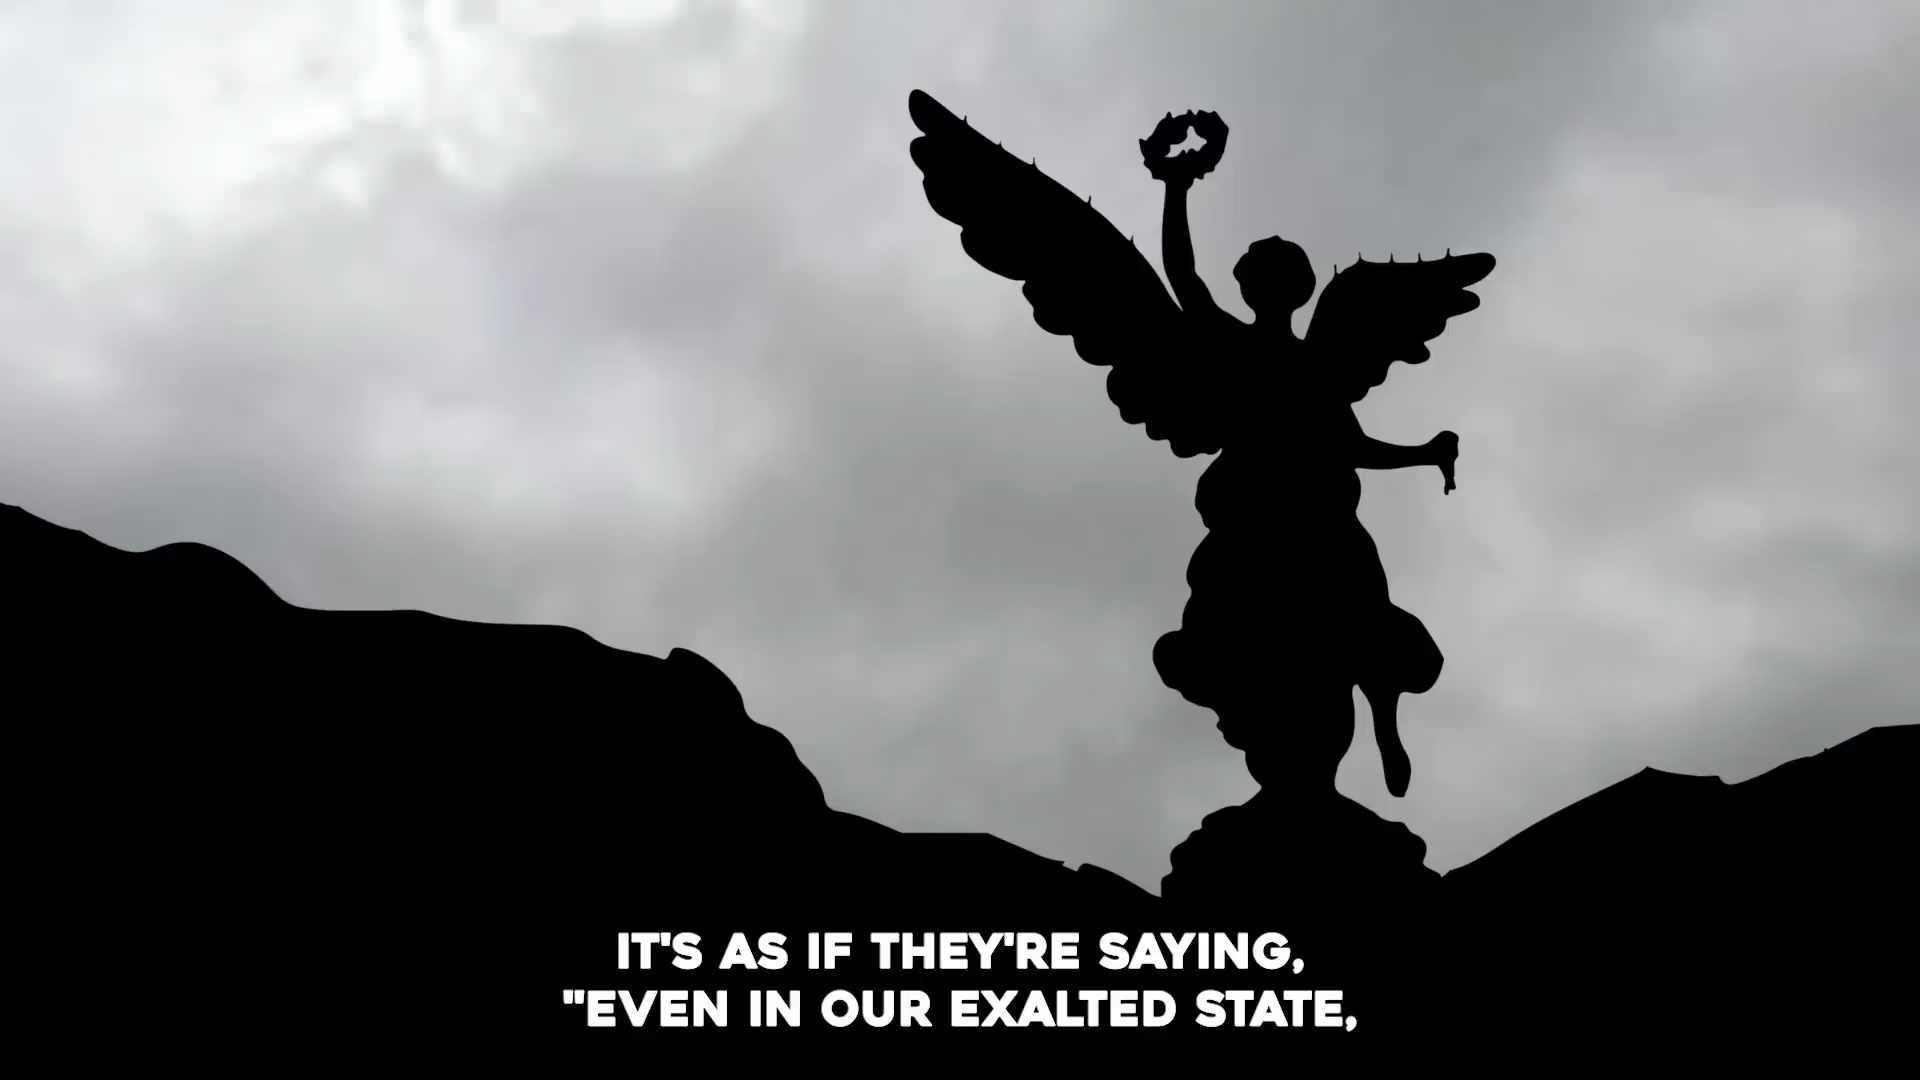 IT'S AS IF THEY'RE SAYING,
"EVEN IN OUR EXALTED STATE,